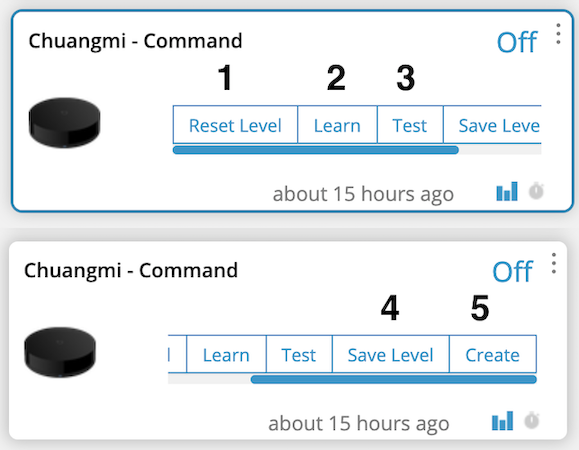 Chuangmi - Command
Off
1 2 3
Reset Level Learn Test Save Leve
about 15 hours ago
Chuangmi - Command
Off
4 5
Learn Test Save Level Create
about 15 hours ago